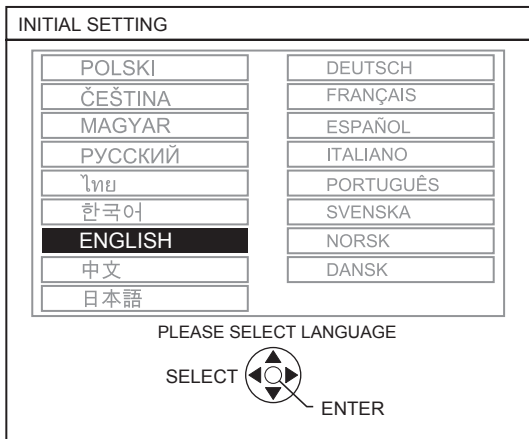 INITIAL SETTING
POLSKI
ČEŠTINA
MAGYAR
РУССКИЙ
ไทย
한국어
ENGLISH
中文
日本語
DEUTSCH
FRANÇAIS
ESPAÑOL
ITALIANO
PORTUGUÊS
SVENSKA
NORSK
DANSK
PLEASE SELECT LANGUAGE
SELECT
ENTER